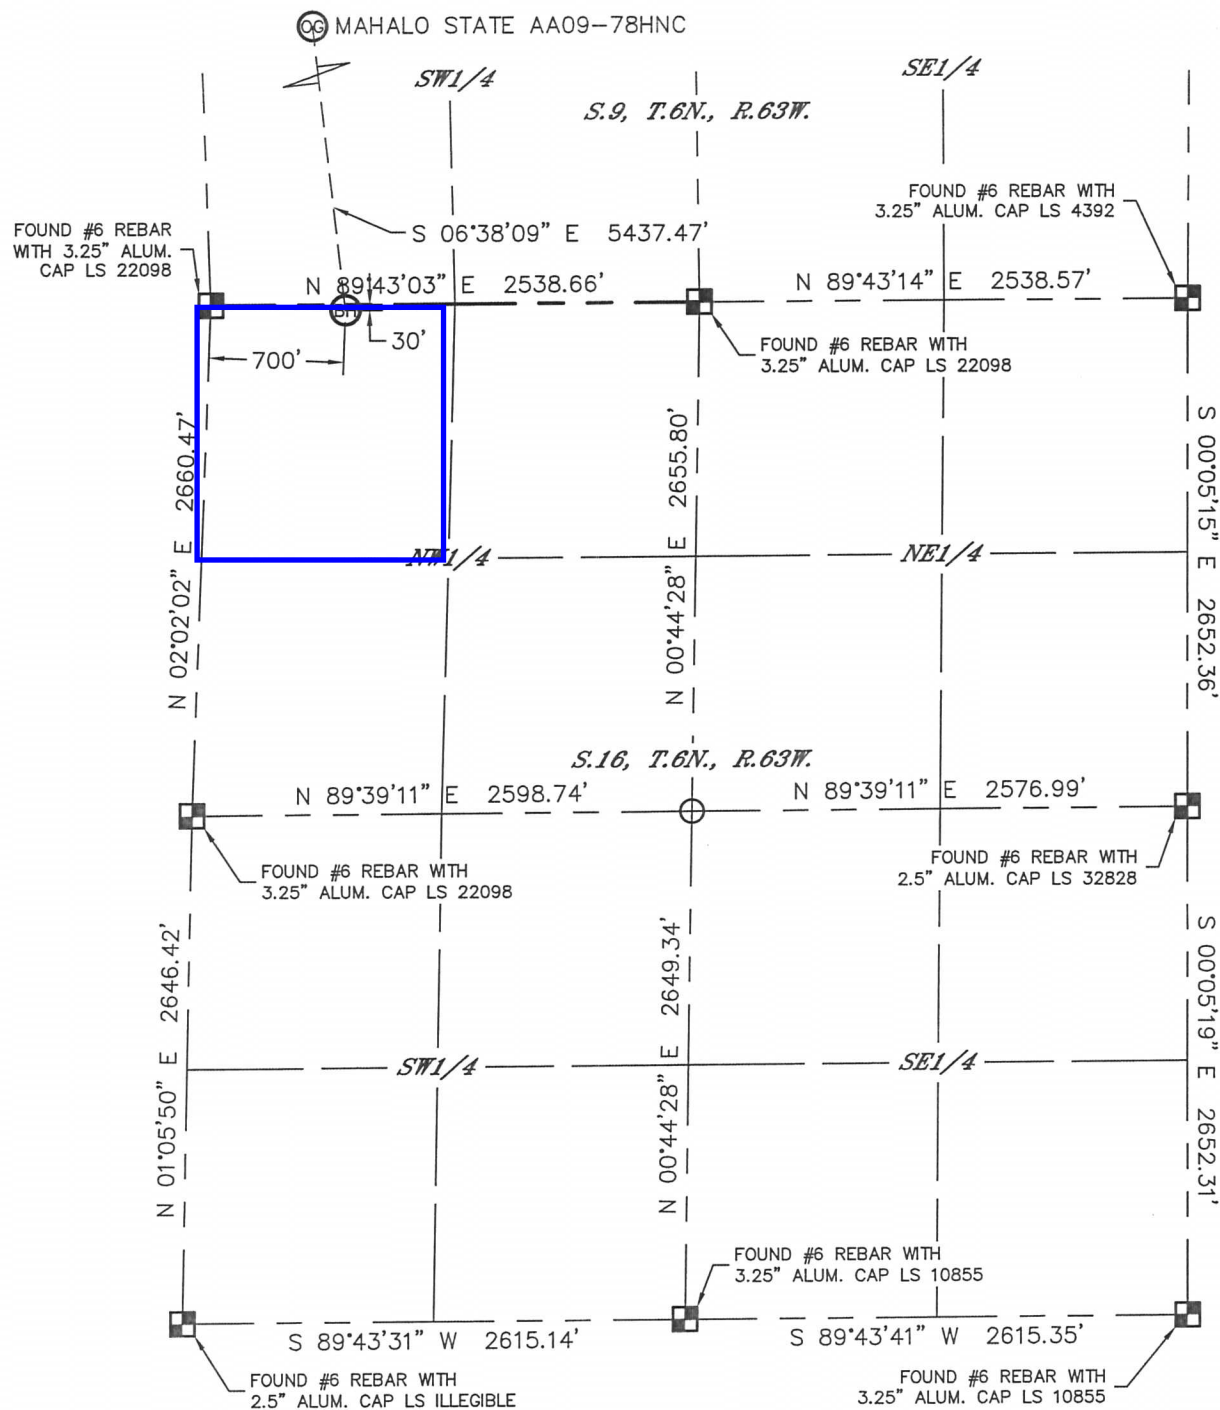 OG MAHALO STATE AA09-78HNC
SW1/4
SE1/4
S.9, T.6N., R.63W.
FOUND #6 REBAR WITH
3.25" ALUM. CAP LS 4392
FOUND #6 REBAR
WITH 3.25" ALUM.
CAP LS 22098
S 06°38'09" E 5437.47'
N 89°43'03" E 2538.66'
N 89°43'14" E 2538.57'
BH
30'
700'
FOUND #6 REBAR WITH
3.25" ALUM. CAP LS 22098
N 02°02'02" E 2660.47'
N 00°44'28" E 2655.80'
S 00°05'15" E 2652.36'
NW1/4
NE1/4
S.16, T.6N., R.63W.
N 89°39'11" E 2598.74'
N 89°39'11" E 2576.99'
FOUND #6 REBAR WITH
3.25" ALUM. CAP LS 22098
FOUND #6 REBAR WITH
2.5" ALUM. CAP LS 32828
N 01°05'50" E 2646.42'
N 00°44'28" E 2649.34'
S 00°05'19" E 2652.31'
SW1/4
SE1/4
FOUND #6 REBAR WITH
3.25" ALUM. CAP LS 10855
S 89°43'31" W 2615.14'
S 89°43'41" W 2615.35'
FOUND #6 REBAR WITH
2.5" ALUM. CAP LS ILLEGIBLE
FOUND #6 REBAR WITH
3.25" ALUM. CAP LS 10855